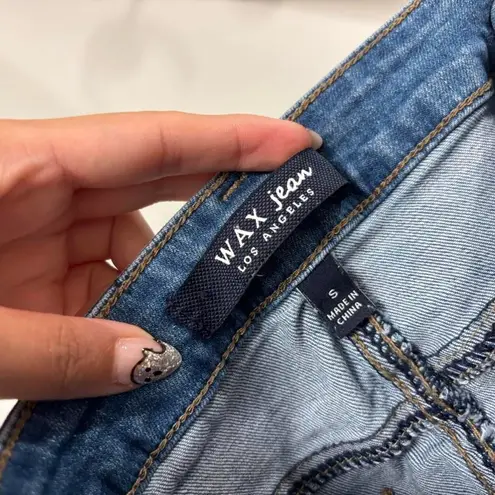 WAX jean
LOS ANGELES
S
MADE IN
CHINA